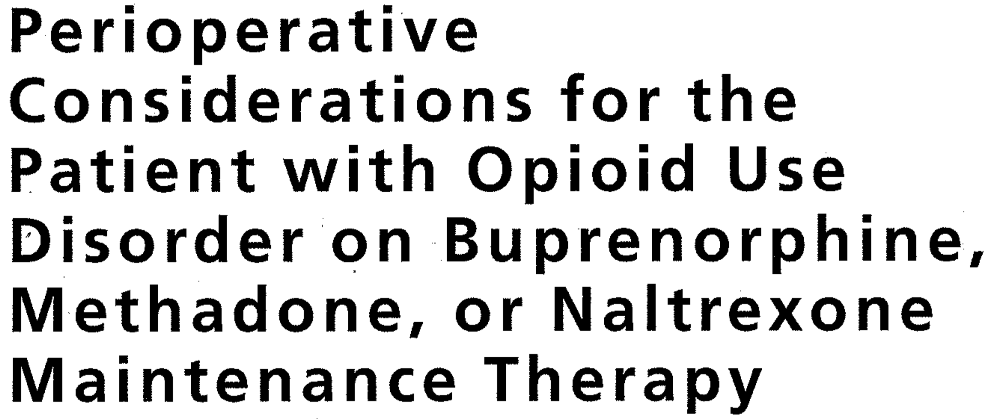 Perioperative
Considerations for the
Patient with Opioid Use
Disorder on Buprenorphine,
Methadone, or Naltrexone
Maintenance Therapy